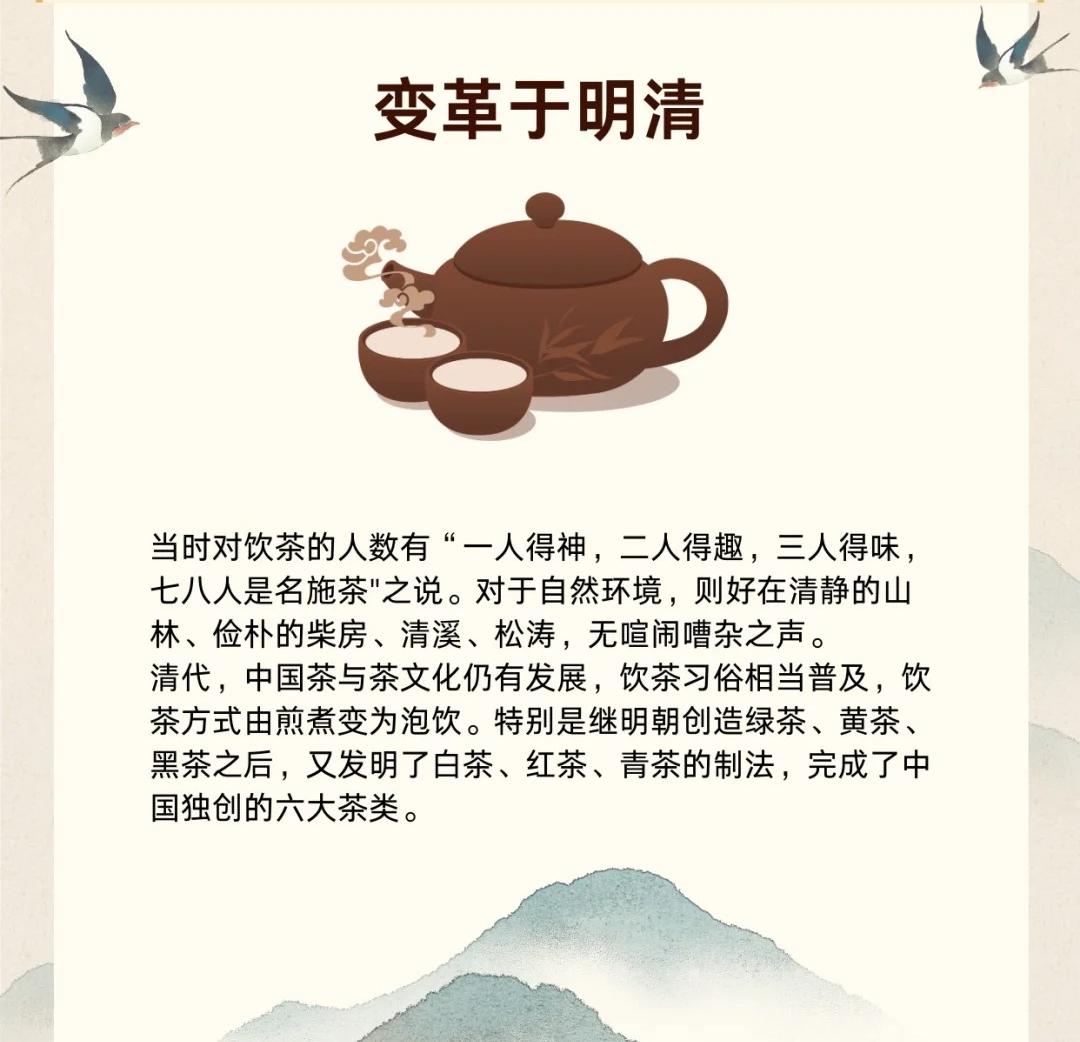 变革于明清
当时对饮茶的人数有“一人得神，二人得趣，三人得味，
七八人是名施茶"之说。对于自然环境，则好在清静的山
林、俭朴的柴房、清溪、松涛，无喧闹嘈杂之声。
清代，中国茶与茶文化仍有发展，饮茶习俗相当普及，饮
茶方式由煎煮变为泡饮。特别是继明朝创造绿茶、黄茶、
黑茶之后，又发明了白茶、红茶、青茶的制法，完成了中
国独创的六大茶类。